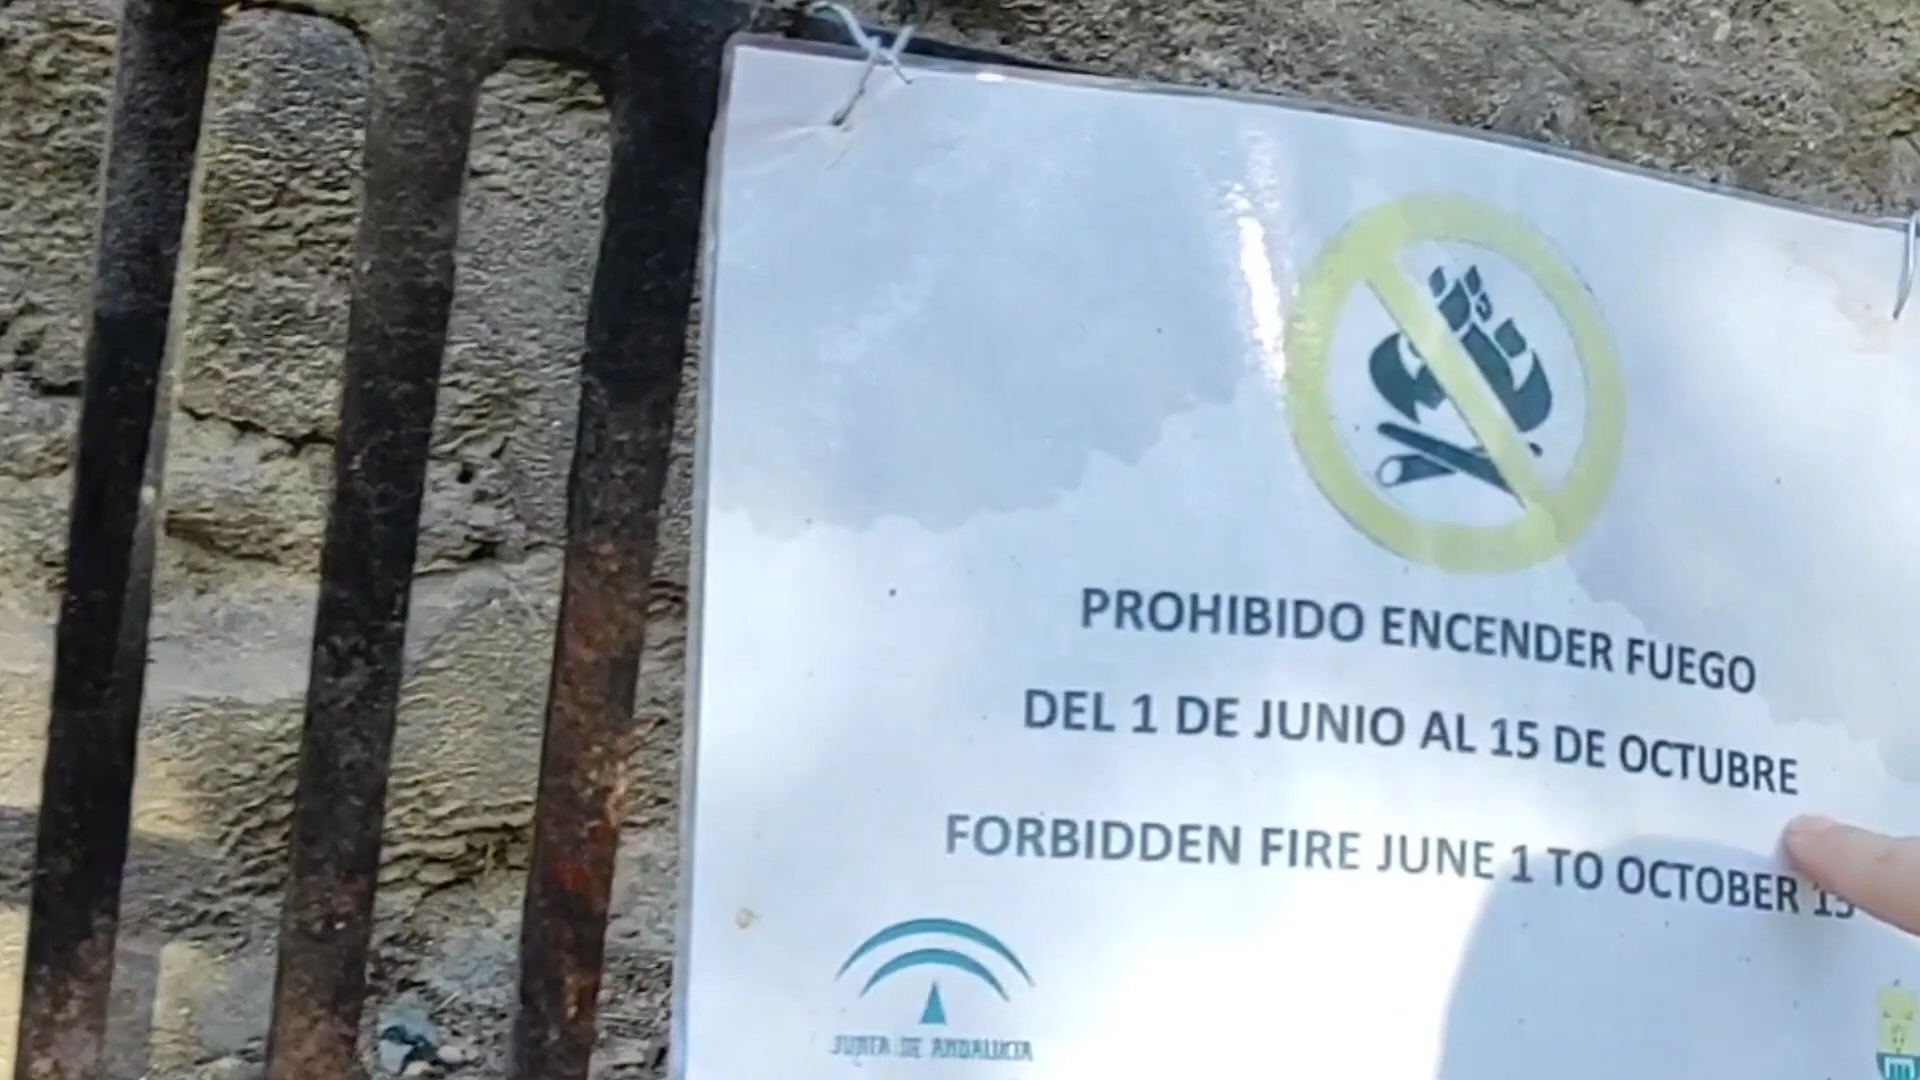 PROHIBIDO ENCENDER FUEGO
DEL 1 DE JUNIO AL 15 DE OCTUBRE
FORBIDDEN FIRE JUNE 1 TO OCTOBER 15
JUNTA DE ANDALUCIA